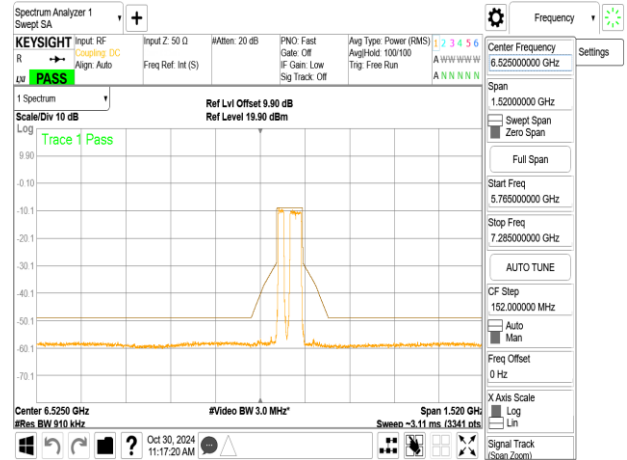 Spectrum Analyzer 1
Swept SA
+
Frequency
KEYSIGHT
R
LXI PASS
Input: RF
Coupling: DC
Align: Auto
Input Z: 50 Ω
Freq Ref: Int (S)
#Atten: 20 dB
PNO: Fast
Gate: Off
IF Gain: Low
Sig Track: Off
Avg Type: Power (RMS)
Avg|Hold: 100/100
Trig: Free Run
1 2 3 4 5 6
A W W W W W
A N N N N N
1 Spectrum
Scale/Div 10 dB
Ref Lvl Offset 9.90 dB
Ref Level 19.90 dBm
Log
Trace 1 Pass
9.90
-0.10
-10.1
-20.1
-30.1
-40.1
-50.1
-60.1
-70.1
Center 6.5250 GHz
#Res BW 910 kHz
#Video BW 3.0 MHz*
Span 1.520 GHz
Sweep ~3.11 ms (3341 pts)
?
Oct 30, 2024
11:17:20 AM
Center Frequency
6.525000000 GHz
Settings
Span
1.52000000 GHz
Swept Span
Zero Span
Full Span
Start Freq
5.765000000 GHz
Stop Freq
7.285000000 GHz
AUTO TUNE
CF Step
152.000000 MHz
Auto
Man
Freq Offset
0 Hz
X Axis Scale
Log
Lin
Signal Track
(Span Zoom)